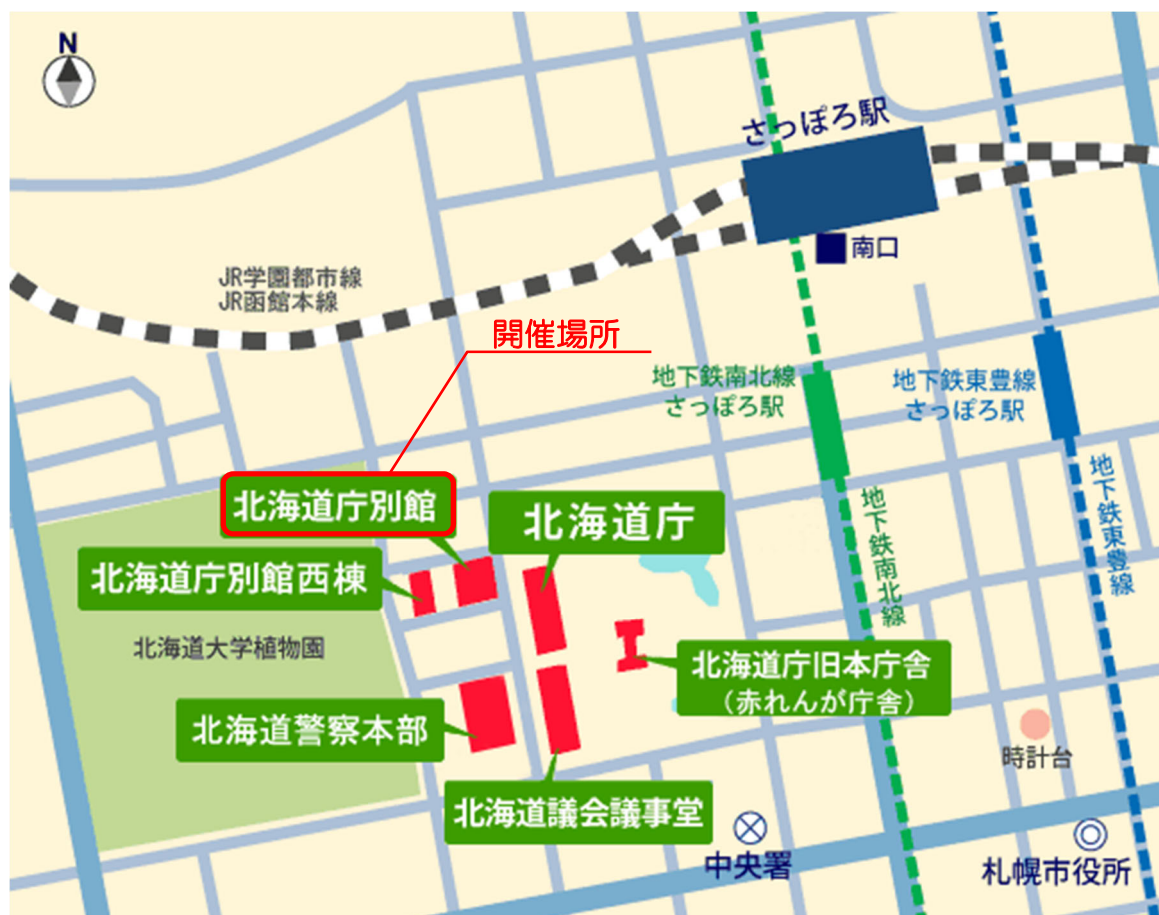 N
さっぽろ駅
南口
JR学園都市線
JR函館本線
開催場所
地下鉄南北線
さっぽろ駅
地下鉄東豊線
さっぽろ駅
地下鉄東豊線
地下鉄南北線
北海道庁別館
北海道庁
北海道庁別館西棟
北海道大学植物園
北海道庁旧本庁舎
(赤れんが庁舎)
北海道警察本部
時計台
北海道議会議事堂
中央署
札幌市役所